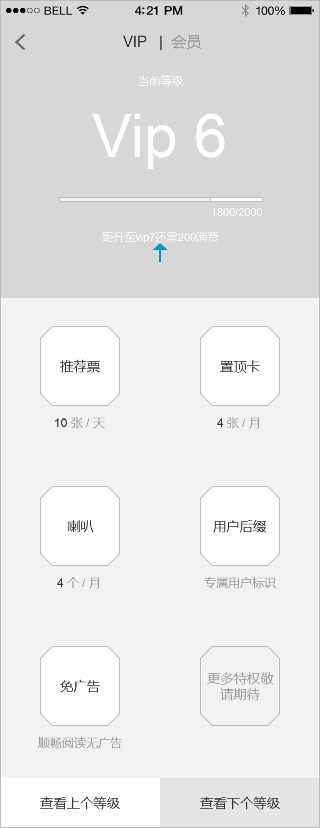 BELL 4:21 PM 100%
VIP | 会员
当前等级
Vip 6
1800/2000
距升至vip7还需200消费
推荐票 置顶卡
10 张 / 天 4 张 / 月
喇叭 用户后缀
4 个 / 月 专属用户标识
免广告 更多特权敬
请期待
顺畅阅读无广告
查看上个等级 查看下个等级